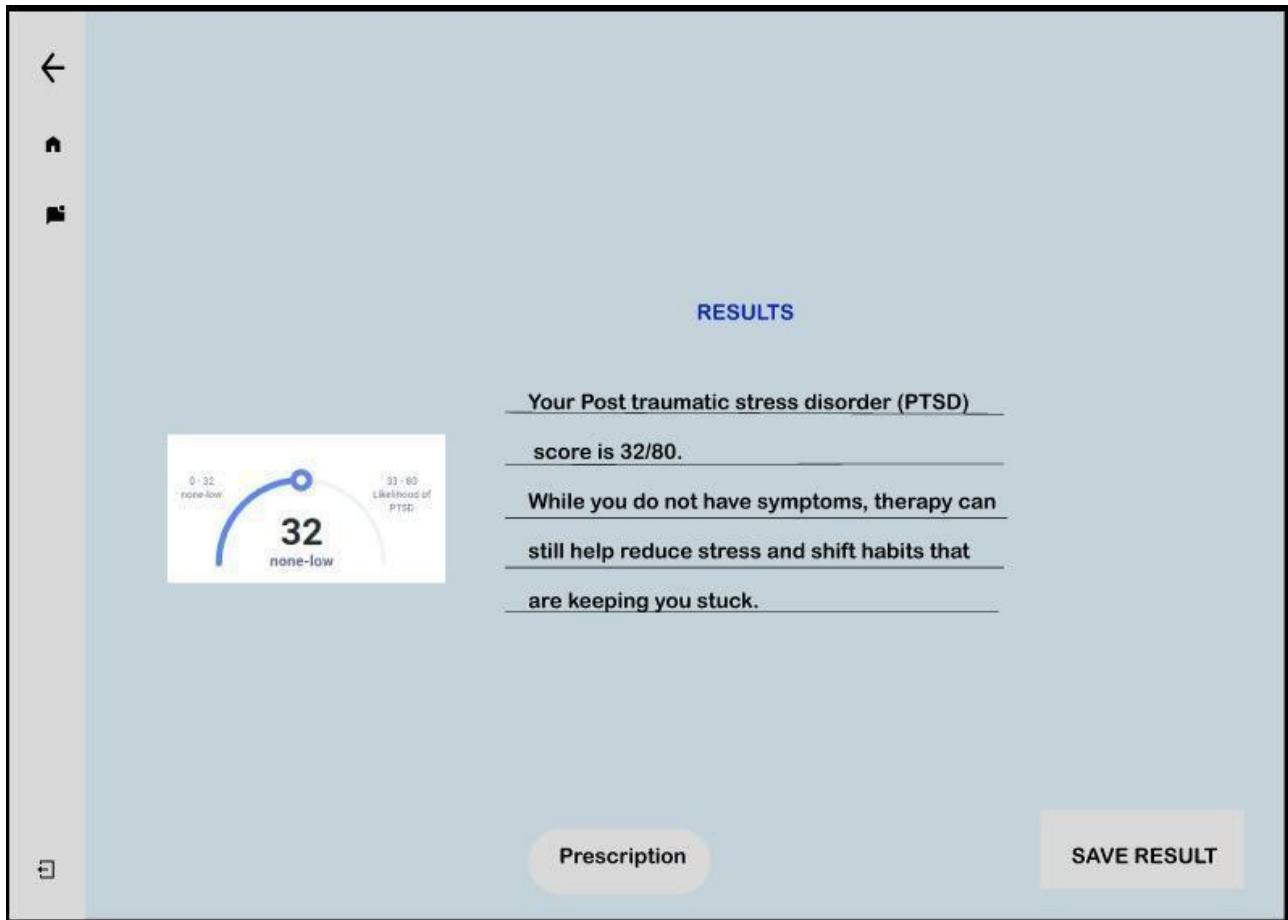 RESULTS
Your Post traumatic stress disorder (PTSD)
score is 32/80.
While you do not have symptoms, therapy can
still help reduce stress and shift habits that
are keeping you stuck.
0 - 32
none-low
33 - 80
Likelihood of
PTSD
32
none-low
Prescription
SAVE RESULT